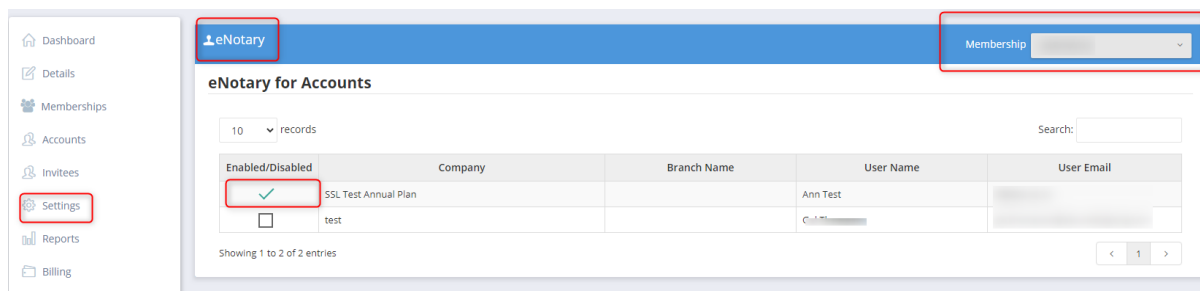 Dashboard
Details
Memberships
Accounts
Invitees
Settings
Reports
Billing
eNotary
Membership
eNotary for Accounts
10 records
Search:
Enabled/Disabled Company Branch Name User Name User Email
SSL Test Annual Plan Ann Test
test
Showing 1 to 2 of 2 entries
< 1 >